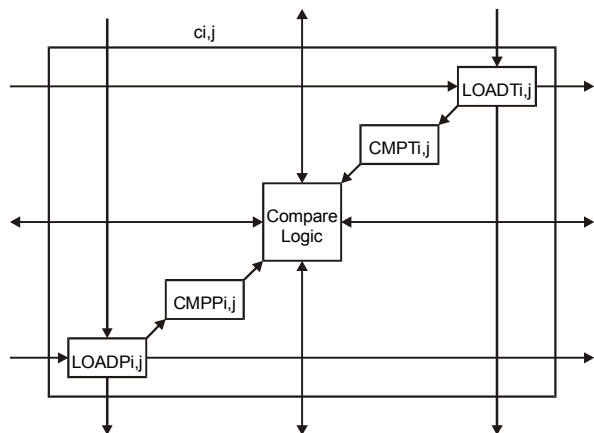 ci,j
LOADTi,j
CMPTi,j
Compare
Logic
CMPPi,j
LOADPi,j